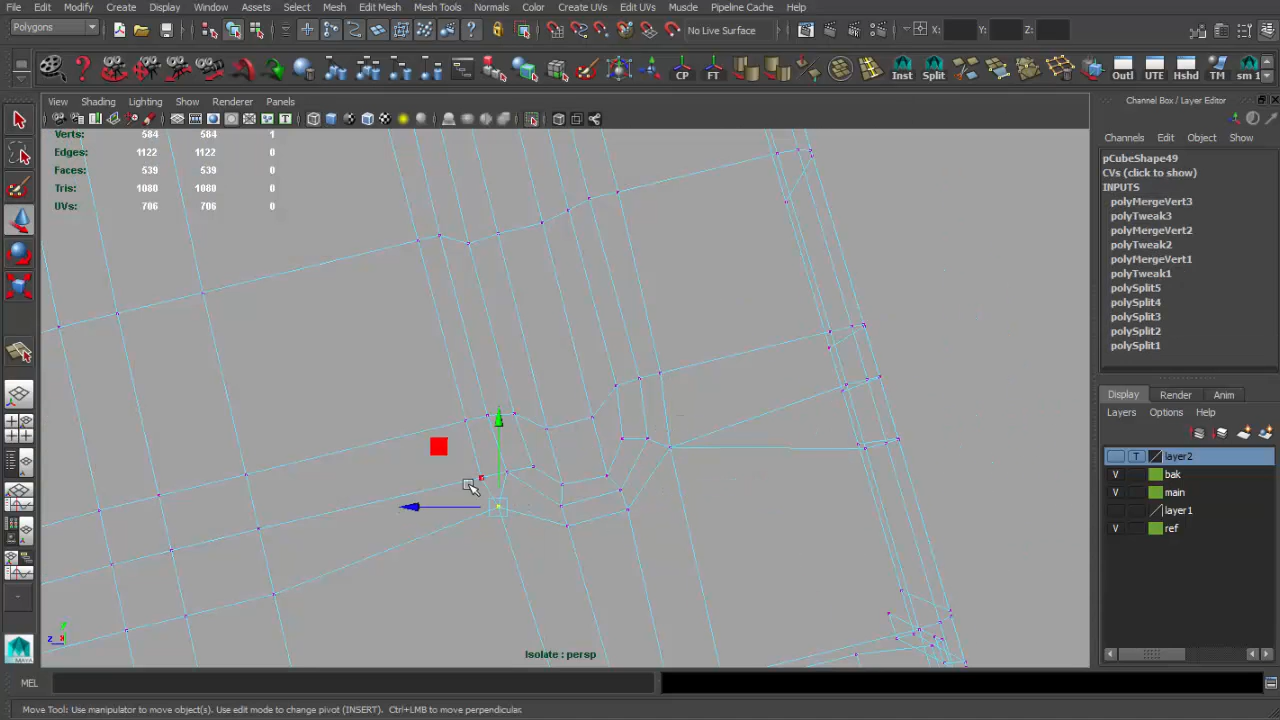 File Edit Modify Create Display Window Assets Select Mesh Edit Mesh Mesh Tools Normals Color Create UVs Edit UVs Muscle Pipeline Cache Help
Polygons No Live Surface X: Y: Z:
CP FT Inst Split Outl UTE Hshd TM sm 1
View Shading Lighting Show Renderer Panels
Channel Box / Layer Editor
Channels Edit Object Show
Verts: 584 584 1
Edges: 1122 1122 0
Faces: 539 539 0
Tris: 1080 1080 0
UVs: 706 706 0
pCubeShape49
CVs (click to show)
INPUTS
polyMergeVert3
polyTweak3
polyMergeVert2
polyTweak2
polyMergeVert1
polyTweak1
polySplit5
polySplit4
polySplit3
polySplit2
polySplit1
Display Render Anim
Layers Options Help
T layer2
V bak
V main
layer1
V ref
Isolate : persp
MAYA
MEL
Move Tool: Use manipulator to move object(s). Use edit mode to change pivot (INSERT). Ctrl+LMB to move perpendicular.